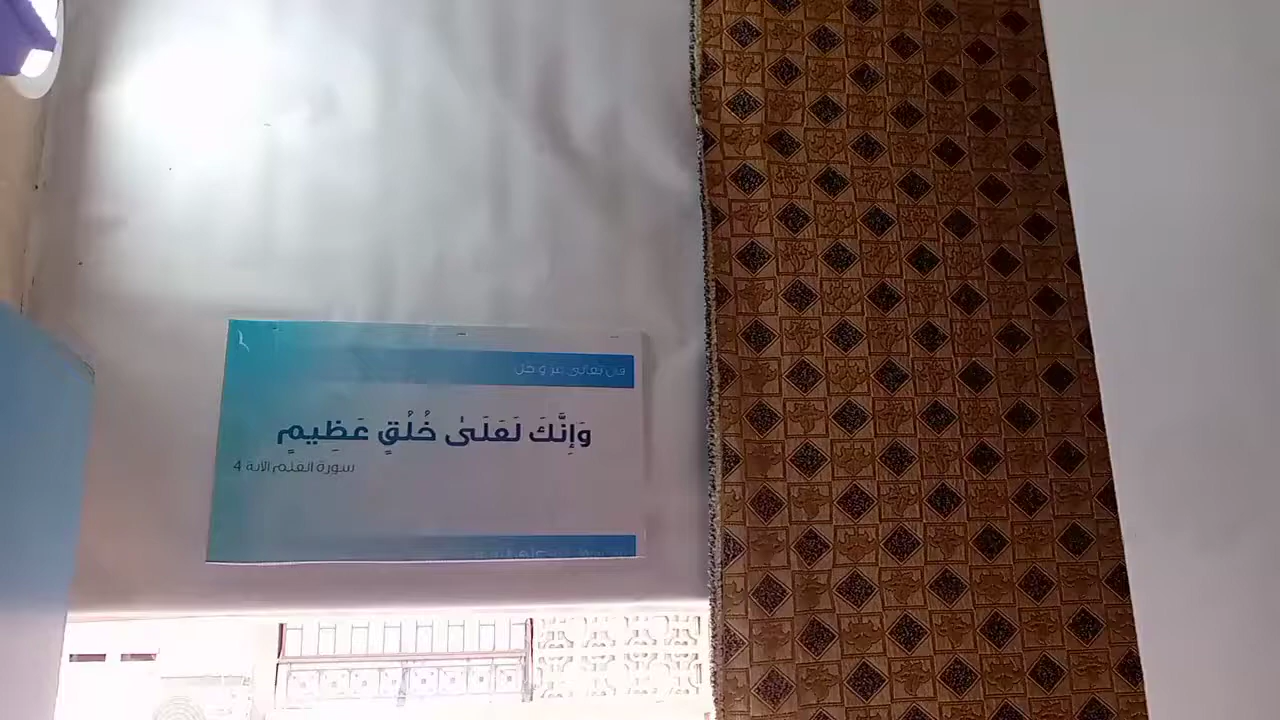 قال تعالى عز و جل
وَإِنَّكَ لَعَلَىٰ خُلُقٍ عَظِيمٍ
سورة القلم الآية 4